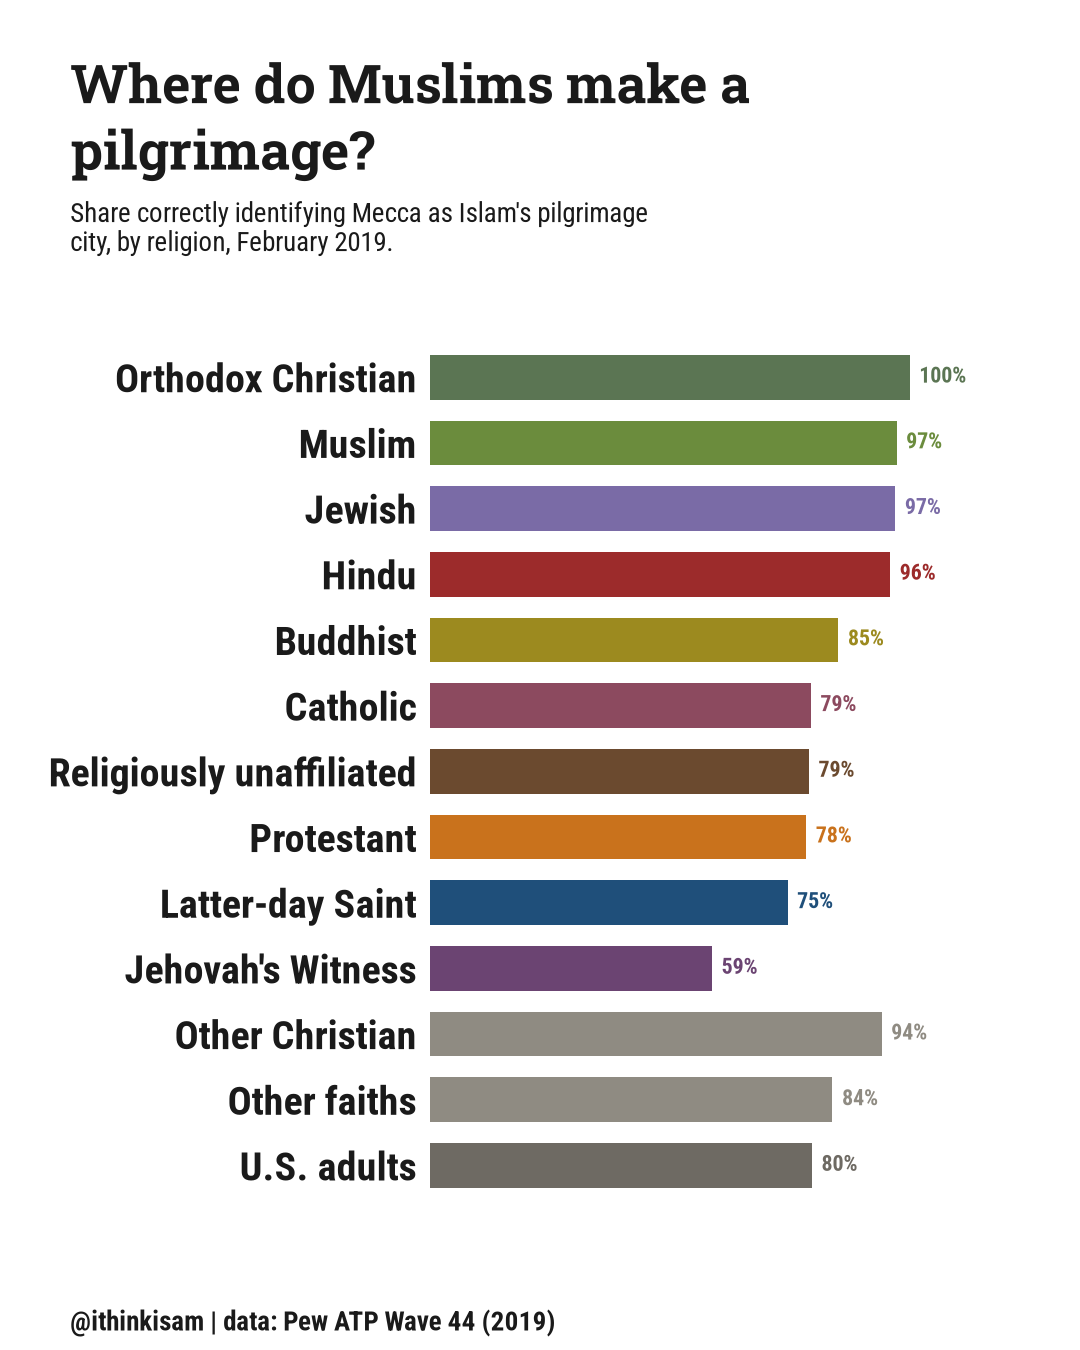 Where do Muslims make a
pilgrimage?
Share correctly identifying Mecca as Islam's pilgrimage
city, by religion, February 2019.
Orthodox Christian 100%
Muslim 97%
Jewish 97%
Hindu 96%
Buddhist 85%
Catholic 79%
Religiously unaffiliated 79%
Protestant 78%
Latter-day Saint 75%
Jehovah's Witness 59%
Other Christian 94%
Other faiths 84%
U.S. adults 80%
@ithinkisam | data: Pew ATP Wave 44 (2019)